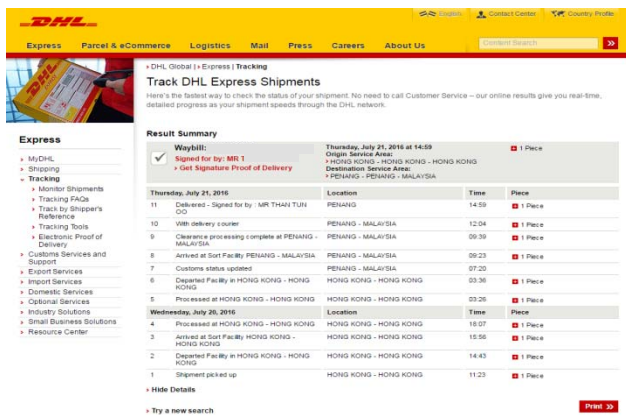 DHL
English Contact Center Country Profile
Express Parcel & eCommerce Logistics Mail Press Careers About Us Content Search
DHL Global | Express | Tracking
Track DHL Express Shipments
Here's the fastest way to check the status of your shipment. No need to call Customer Service – our online results give you real-time,
detailed progress as your shipment speeds through the DHL network.
Express
MyDHL
Shipping
Tracking
Monitor Shipments
Tracking FAQs
Track by Shipper's
Reference
Tracking Tools
Electronic Proof of
Delivery
Customs Services and
Support
Export Services
Import Services
Domestic Services
Optional Services
Industry Solutions
Small Business Solutions
Resource Center
Result Summary
Waybill:
Signed for by: MR T
Get Signature Proof of Delivery
Thursday, July 21, 2016 at 14:59
Origin Service Area:
HONG KONG - HONG KONG - HONG KONG
Destination Service Area:
PENANG - PENANG - MALAYSIA
1 Piece
Thursday, July 21, 2016 Location Time Piece
11 Delivered - Signed for by : MR THAN TUN PENANG 14:59 1 Piece
OO
10 With delivery courier PENANG - MALAYSIA 12:04 1 Piece
9 Clearance processing complete at PENANG - PENANG - MALAYSIA 09:39 1 Piece
MALAYSIA
8 Arrived at Sort Facility PENANG - MALAYSIA PENANG - MALAYSIA 09:23 1 Piece
7 Customs status updated PENANG - MALAYSIA 07:20
6 Departed Facility in HONG KONG - HONG HONG KONG - HONG KONG 03:36 1 Piece
KONG
5 Processed at HONG KONG - HONG KONG HONG KONG - HONG KONG 03:26 1 Piece
Wednesday, July 20, 2016 Location Time Piece
4 Processed at HONG KONG - HONG KONG HONG KONG - HONG KONG 16:07 1 Piece
3 Arrived at Sort Facility HONG KONG - HONG KONG - HONG KONG 15:56 1 Piece
HONG KONG
2 Departed Facility in HONG KONG - HONG HONG KONG - HONG KONG 14:43 1 Piece
KONG
1 Shipment picked up HONG KONG - HONG KONG 11:23 1 Piece
Hide Details
Try a new search
Print